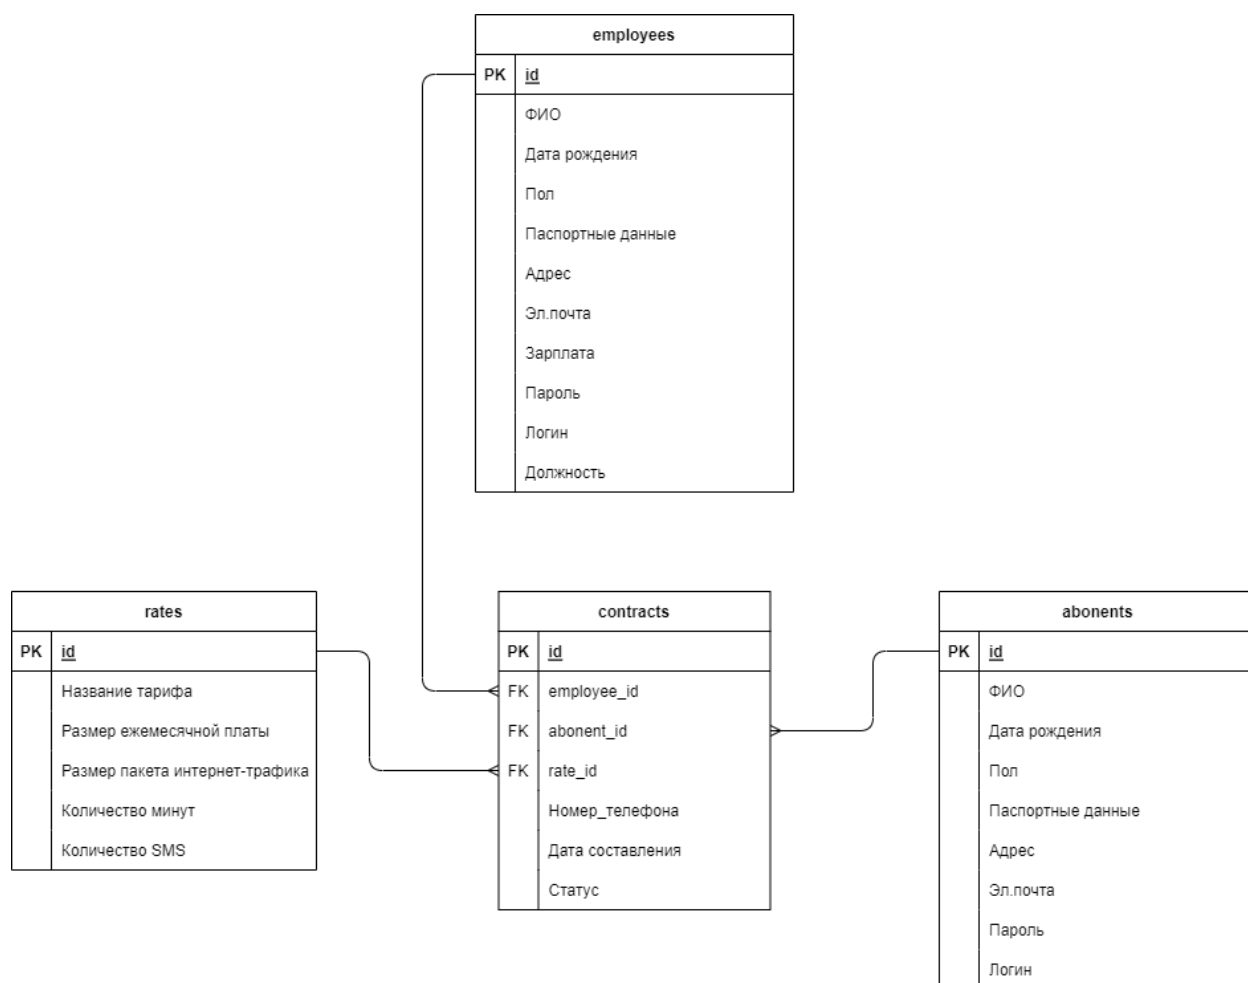 employees
PK id
ФИО
Дата рождения
Пол
Паспортные данные
Адрес
Эл.почта
Зарплата
Пароль
Логин
Должность
rates
PK id
Название тарифа
Размер ежемесячной платы
Размер пакета интернет-трафика
Количество минут
Количество SMS
contracts
PK id
FK employee_id
FK abonent_id
FK rate_id
Номер_телефона
Дата составления
Статус
abonents
PK id
ФИО
Дата рождения
Пол
Паспортные данные
Адрес
Эл.почта
Пароль
Логин